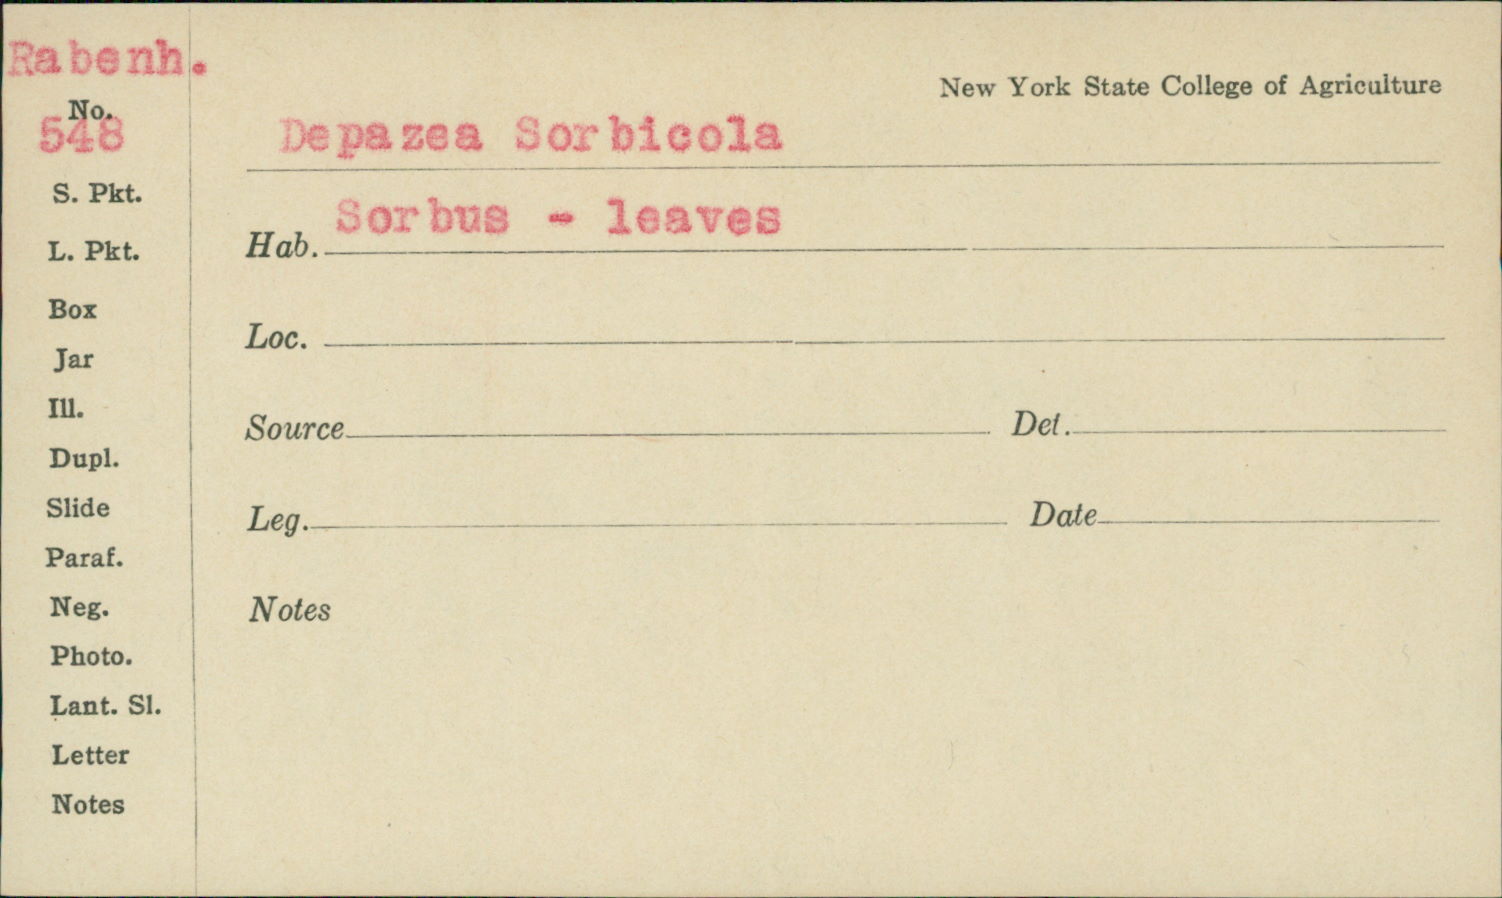 Rabenh.
New York State College of Agriculture
No.
548
Depazea Sorbicola
S. Pkt.
Sorbus - leaves
Hab.
L. Pkt.
Box
Loc.
Jar
Ill.
Source
Det.
Dupl.
Slide
Leg.
Date
Paraf.
Neg.
Notes
Photo.
Lant. Sl.
Letter
Notes